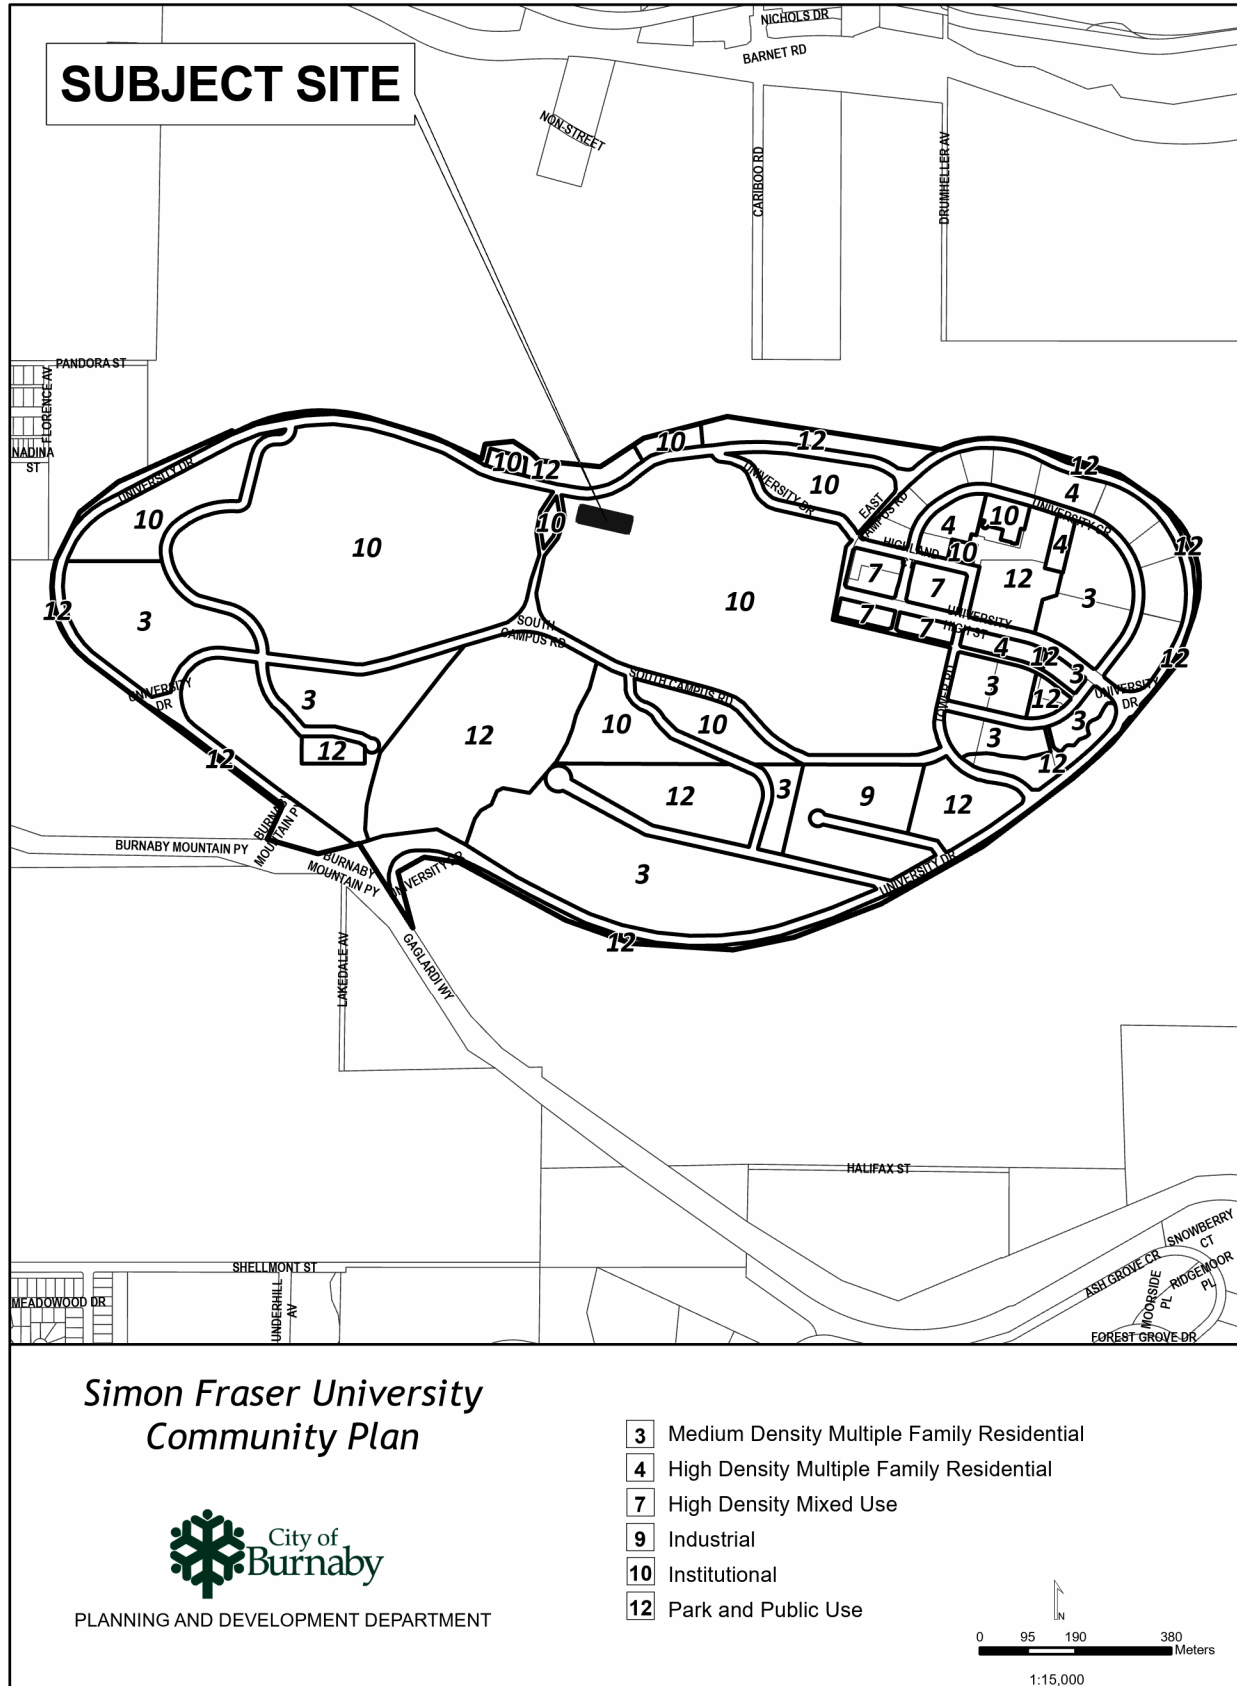 NICHOLS DR
BARNET RD
SUBJECT SITE
NON-STREET
CARIBOO RD
DRUMHELLER AV
PANDORA ST
FLORENCE AV
NADINA
ST
10
12
12
10
12
UNIVERSITY DR
10
UNIVERSITY DR
10
EAST
CAMPUS RD
4
UNIVERSITY CR
10
10
4
10
4
12
10
HIGHLAND
CT
10
7
7
12
3
12
3
10
7
7
UNIVERSITY
HIGH ST
SOUTH
CAMPUS RD
4
12
3
12
UNIVERSITY
DR
3
SOUTH CAMPUS RD
TOWER RD
3
12
UNIVERSITY
DR
3
12
12
12
10
10
3
12
12
3
9
12
BURNABY
MOUNTAIN PY
BURNABY MOUNTAIN PY
BURNABY
MOUNTAIN PY
UNIVERSITY DR
3
UNIVERSITY DR
12
LAKEDALE AV
GAGLARDI WY
HALIFAX ST
SNOWBERRY
CT
SHELLMONT ST
ASH GROVE CR
RIDGEMOOR
PL
MOORSIDE
PL
MEADOWOOD DR
UNDERHILL
AV
FOREST GROVE DR
Simon Fraser University
Community Plan
City of
Burnaby
PLANNING AND DEVELOPMENT DEPARTMENT
3 Medium Density Multiple Family Residential
4 High Density Multiple Family Residential
7 High Density Mixed Use
9 Industrial
10 Institutional
12 Park and Public Use
N
0 95 190 380
Meters
1:15,000